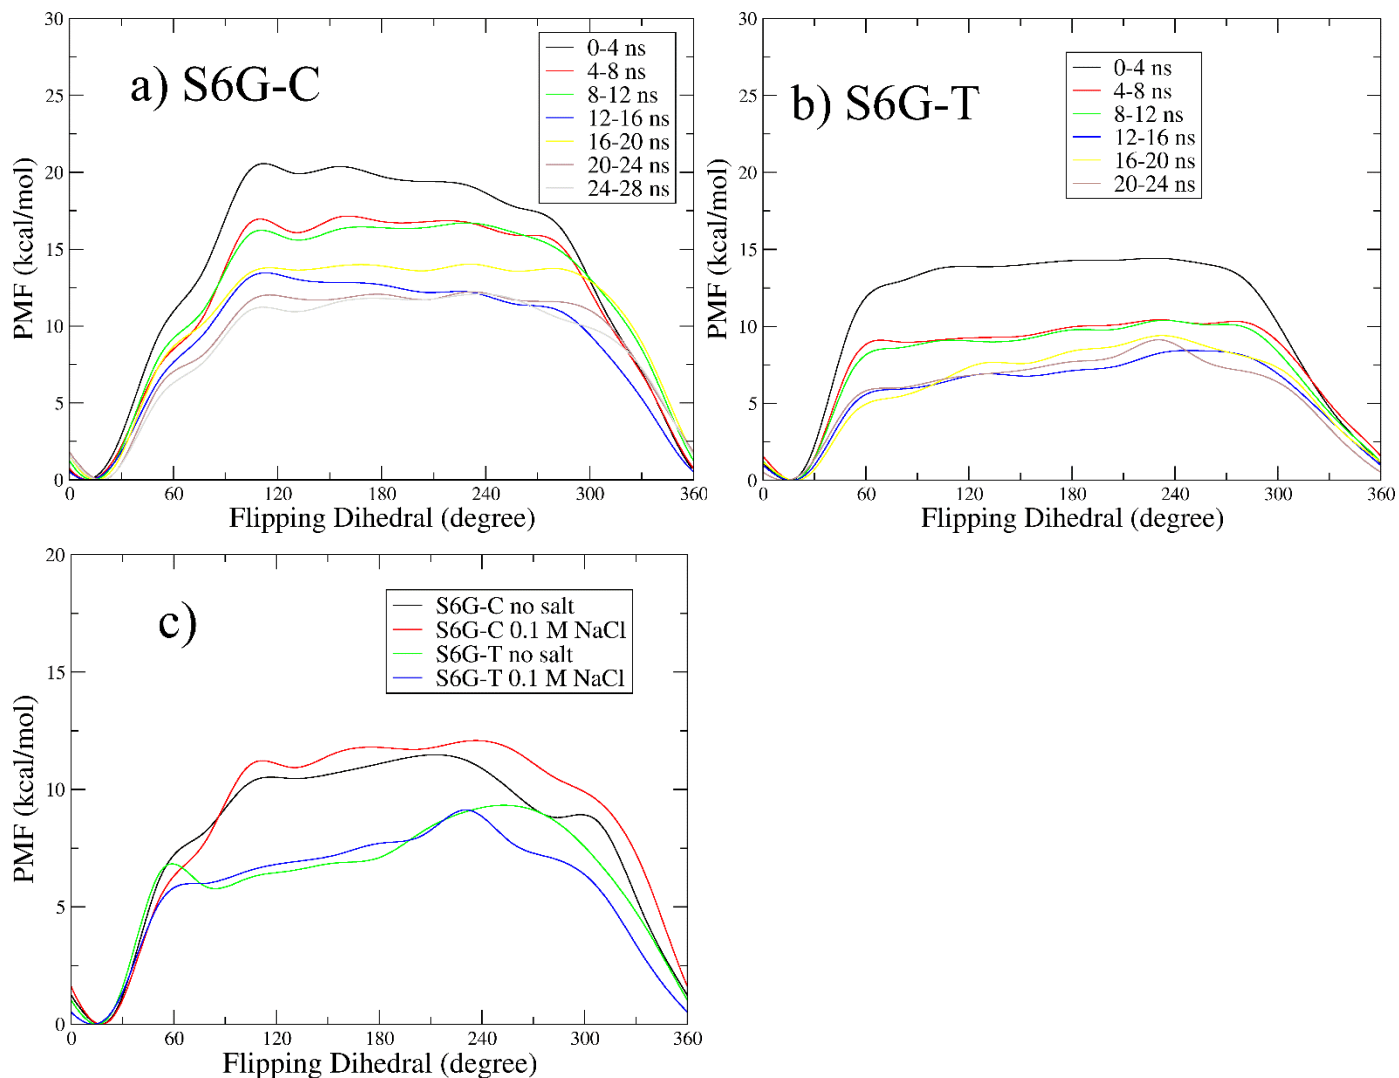 a) S6G-C
0-4 ns
4-8 ns
8-12 ns
12-16 ns
16-20 ns
20-24 ns
24-28 ns
30
25
20
15
10
5
0
PMF (kcal/mol)
0 60 120 180 240 300 360
Flipping Dihedral (degree)
b) S6G-T
0-4 ns
4-8 ns
8-12 ns
12-16 ns
16-20 ns
20-24 ns
30
25
20
15
10
5
0
PMF (kcal/mol)
0 60 120 180 240 300 360
Flipping Dihedral (degree)
c)
S6G-C no salt
S6G-C 0.1 M NaCl
S6G-T no salt
S6G-T 0.1 M NaCl
20
15
10
5
0
PMF (kcal/mol)
0 60 120 180 240 300 360
Flipping Dihedral (degree)